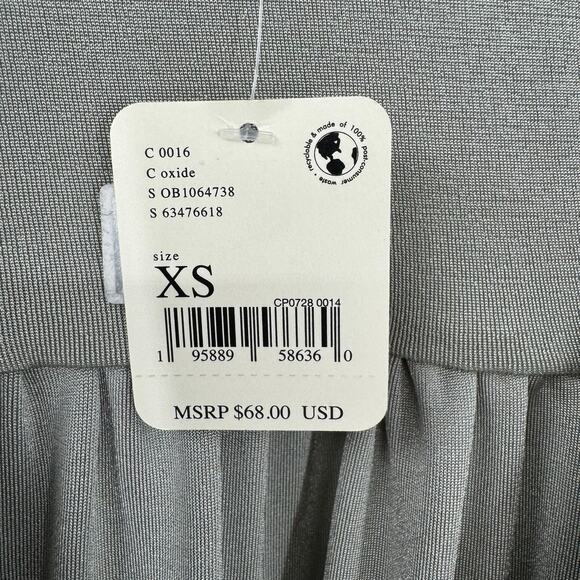 C 0016
C oxide
S OB1064738
S 63476618
recyclable & made of 100% post-consumer waste •
size
XS
CP0728 0014
1 95889 58636 0
MSRP $68.00 USD